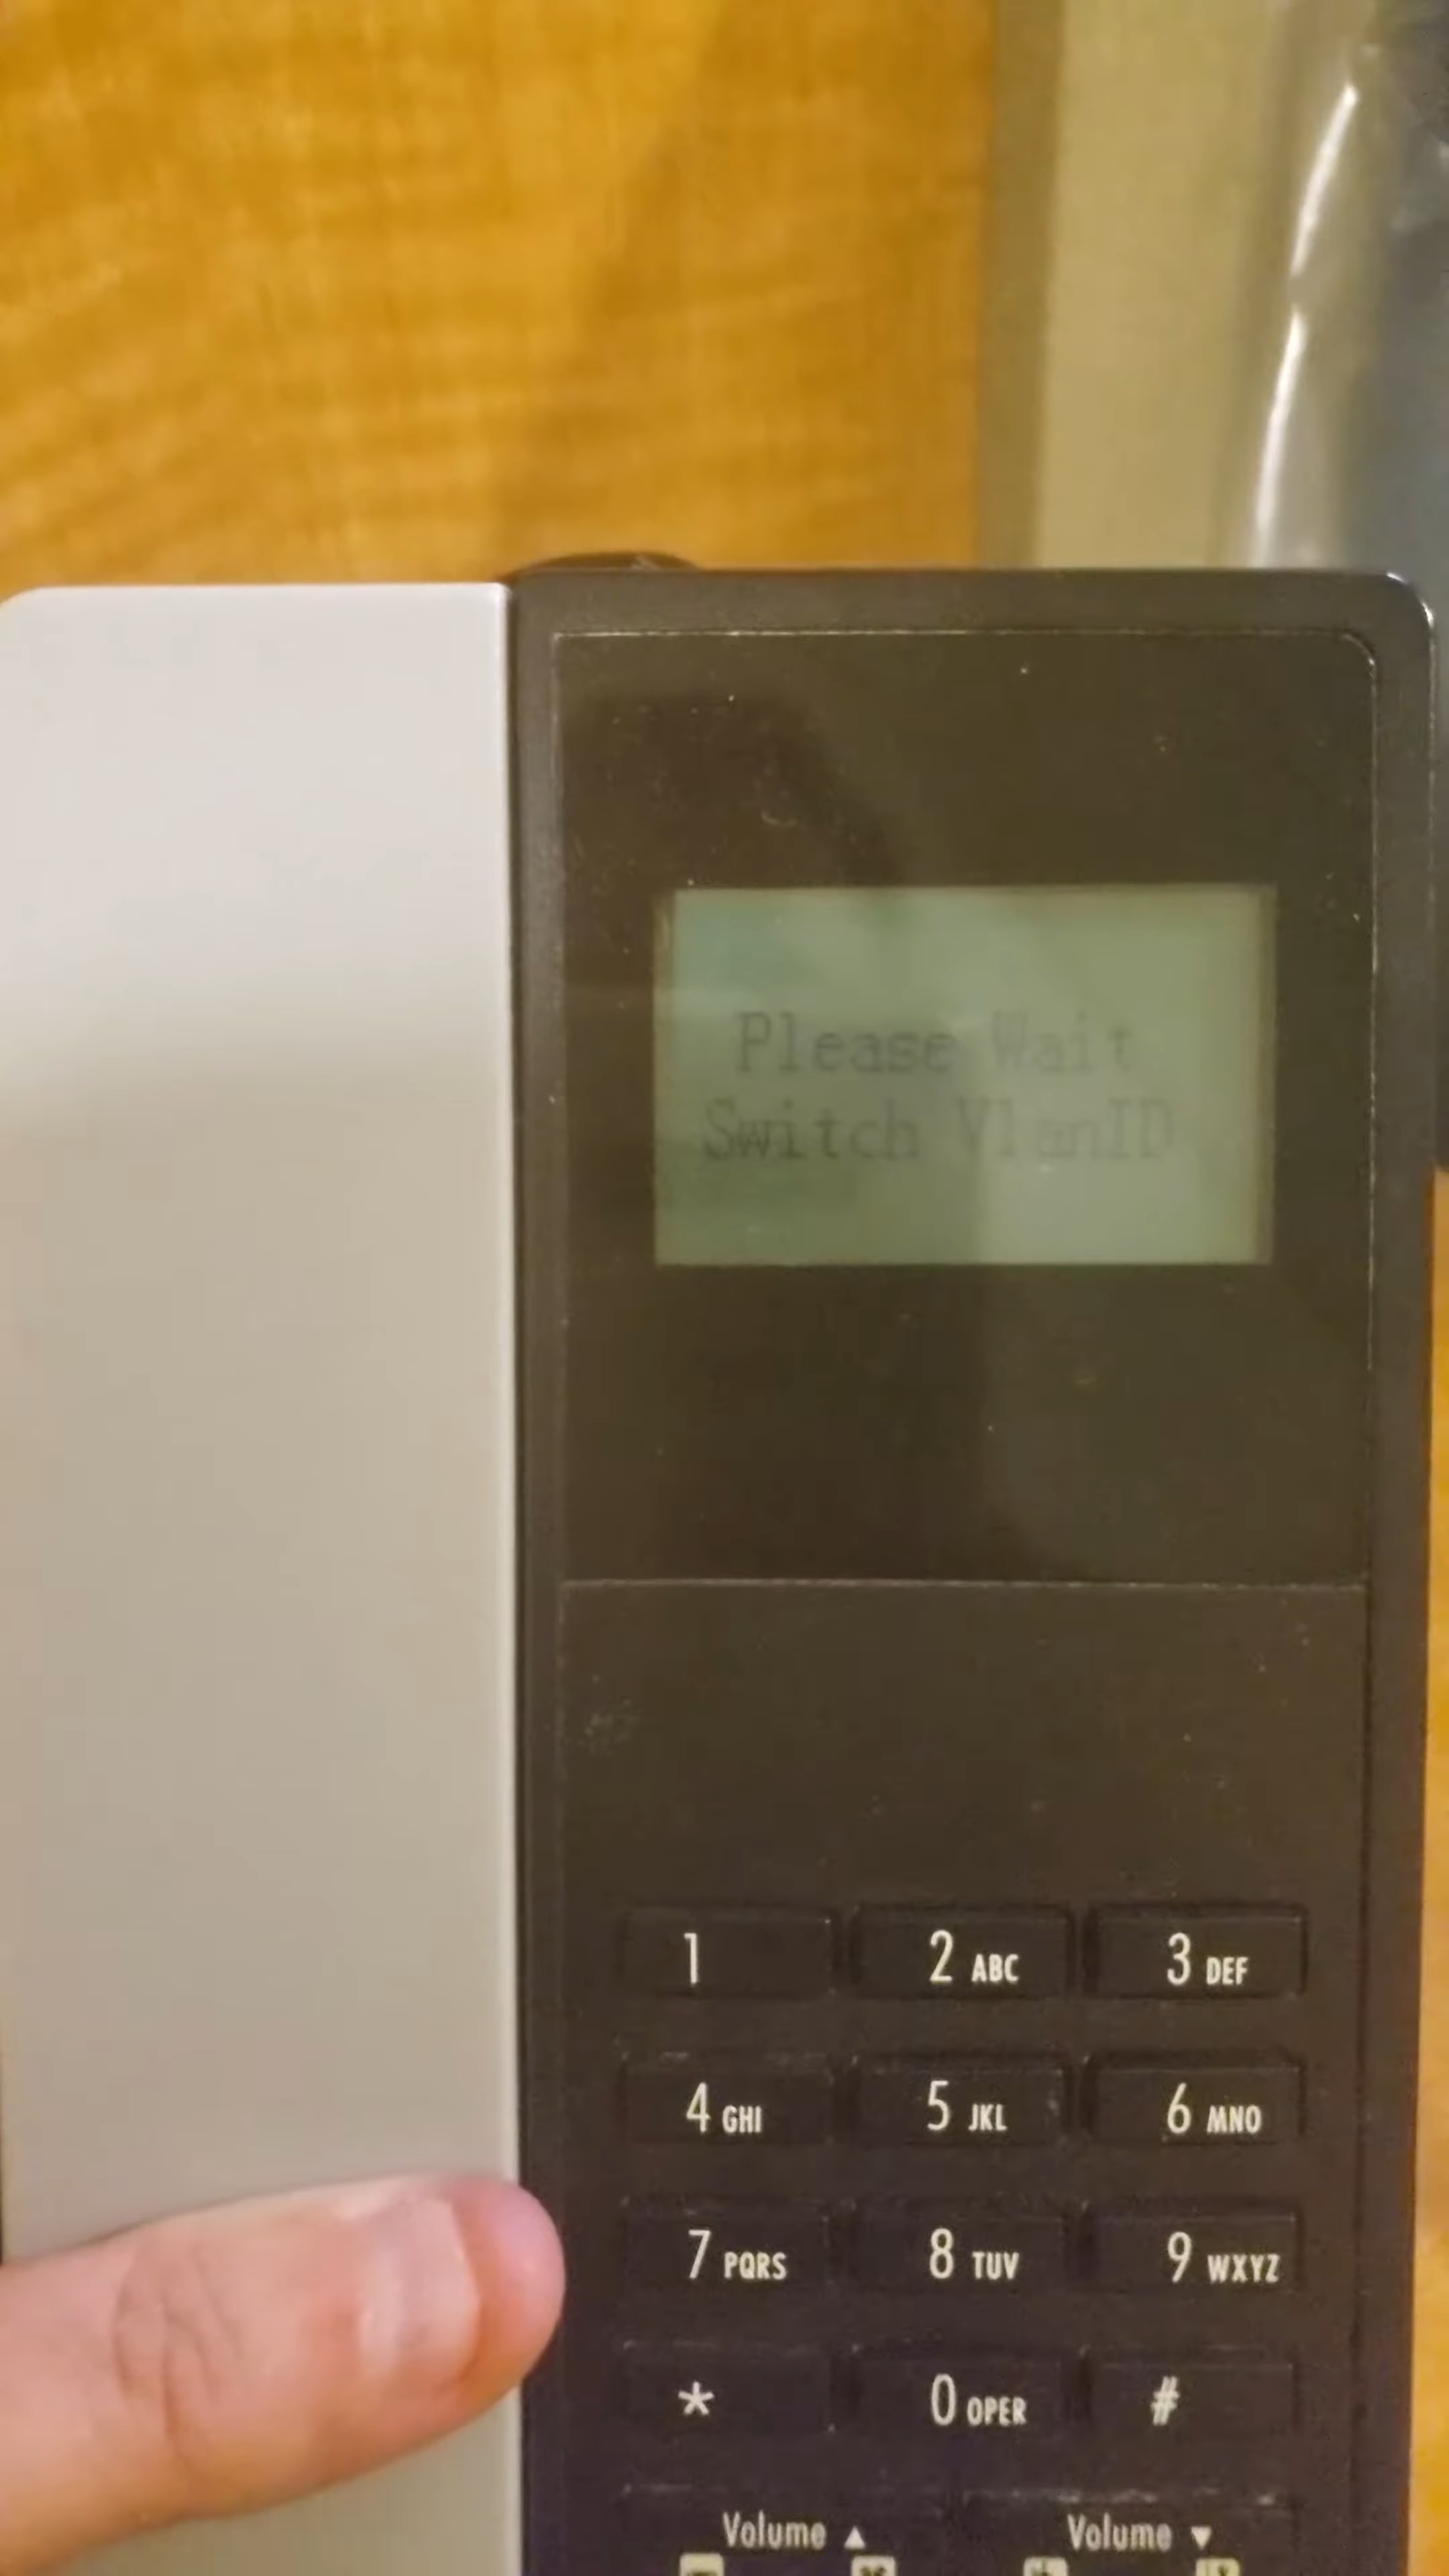 Please Wait
Switch VlanID
1 2 ABC 3 DEF
4 GHI 5 JKL 6 MNO
7 PQRS 8 TUV 9 WXYZ
* 0 OPER #
Volume ▲ Volume ▼